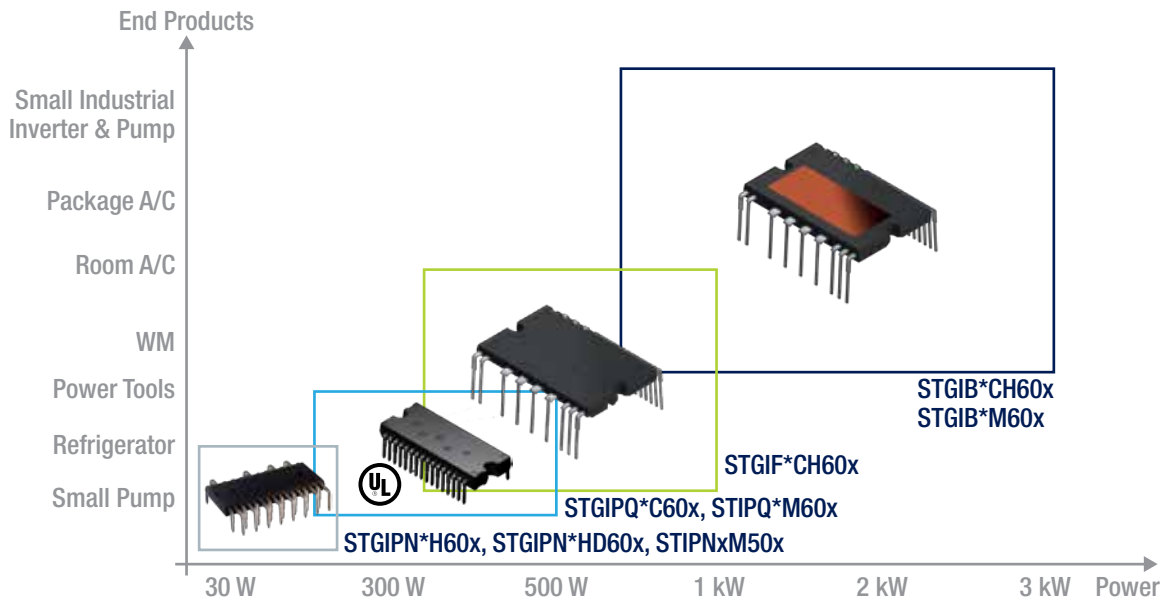 End Products
Small Industrial
Inverter & Pump
Package A/C
Room A/C
WM
Power Tools
Refrigerator
Small Pump
STGIB*CH60x
STGIB*M60x
STGIF*CH60x
UL
®
STGIPQ*C60x, STIPQ*M60x
STGIPN*H60x, STGIPN*HD60x, STIPNxM50x
30 W 300 W 500 W 1 kW 2 kW 3 kW Power